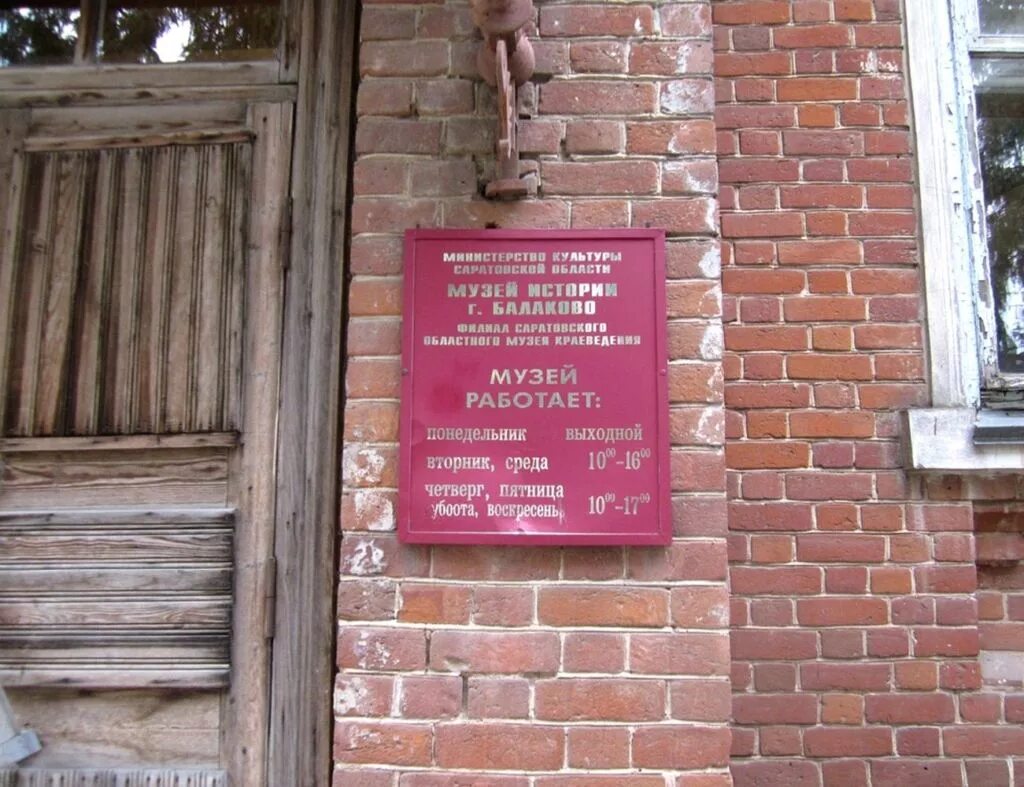 МИНИСТЕРСТВО КУЛЬТУРЫ
САРАТОВСКОЙ ОБЛАСТИ
МУЗЕЙ ИСТОРИИ
г. БАЛАКОВО
ФИЛИАЛ САРАТОВСКОГО
ОБЛАСТНОГО МУЗЕЯ КРАЕВЕДЕНИЯ
МУЗЕЙ
РАБОТАЕТ:
понедельник выходной
вторник, среда 10⁰⁰-16⁰⁰
четверг, пятница
убоота, воскресень 10⁰⁰-17⁰⁰